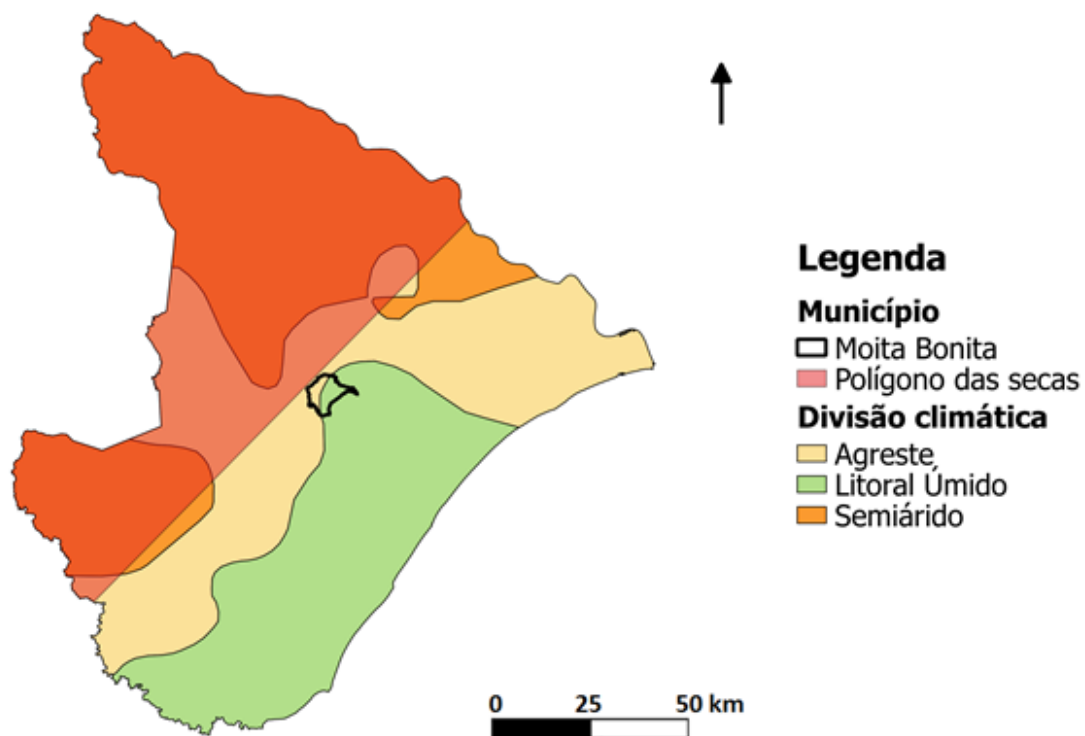 Legenda
Município
Moita Bonita
Polígono das secas
Divisão climática
Agreste
Litoral Úmido
Semiárido
0 25 50 km